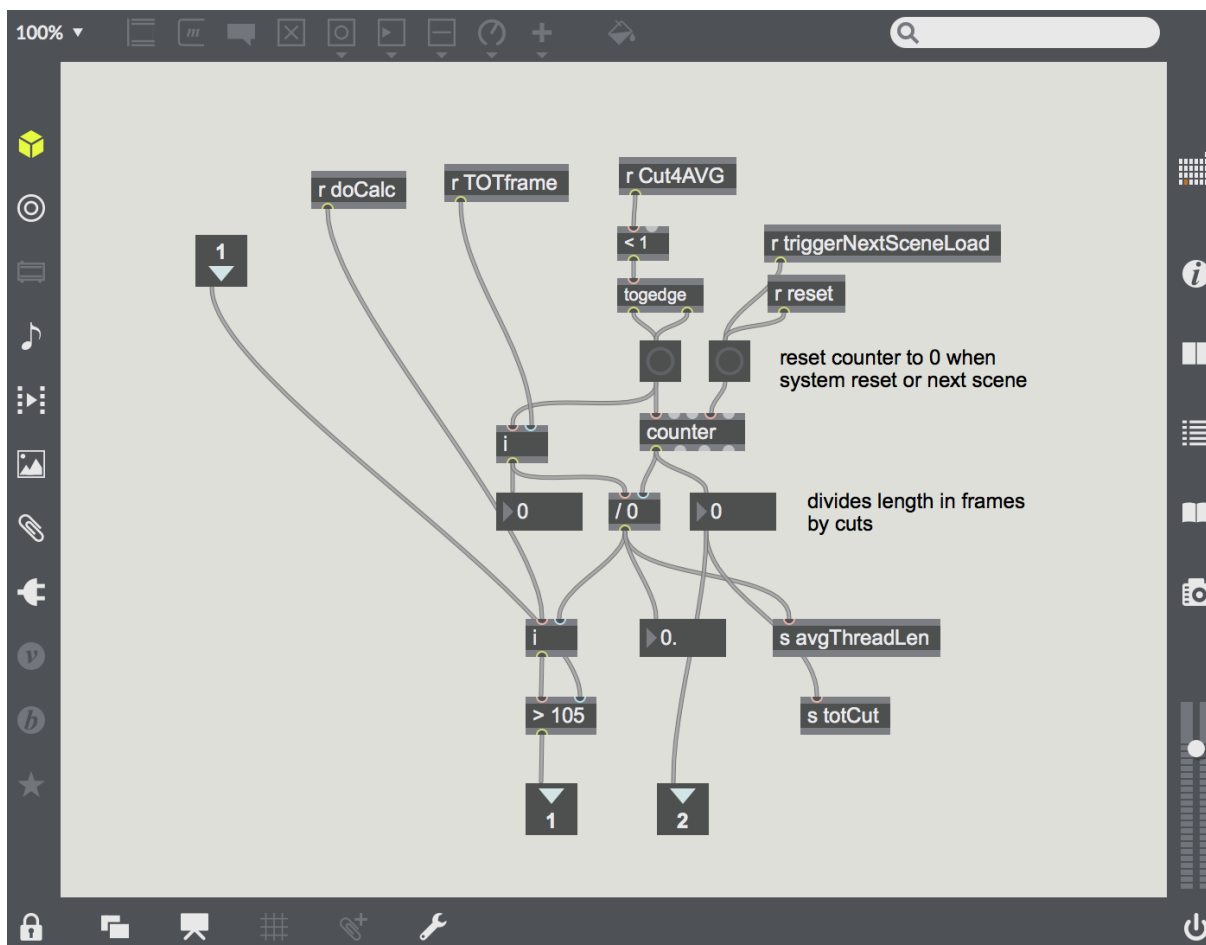 100%
m
r doCalc
r TOTframe
r Cut4AVG
1
< 1
r triggerNextSceneLoad
togedge
r reset
reset counter to 0 when
system reset or next scene
i
counter
0
/ 0
0
divides length in frames
by cuts
i
0.
s avgThreadLen
> 105
s totCut
1
2
i
v
b